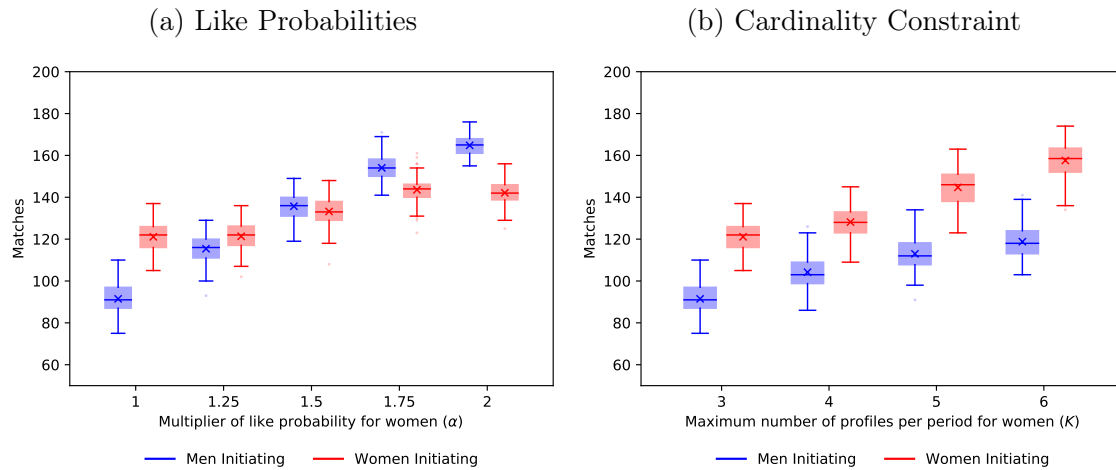 (a) Like Probabilities
200
180
160
140
120
100
80
60
Matches
1
1.25
1.5
1.75
2
Multiplier of like probability for women (α)
Men Initiating
Women Initiating
(b) Cardinality Constraint
200
180
160
140
120
100
80
60
Matches
3
4
5
6
Maximum number of profiles per period for women (K)
Men Initiating
Women Initiating